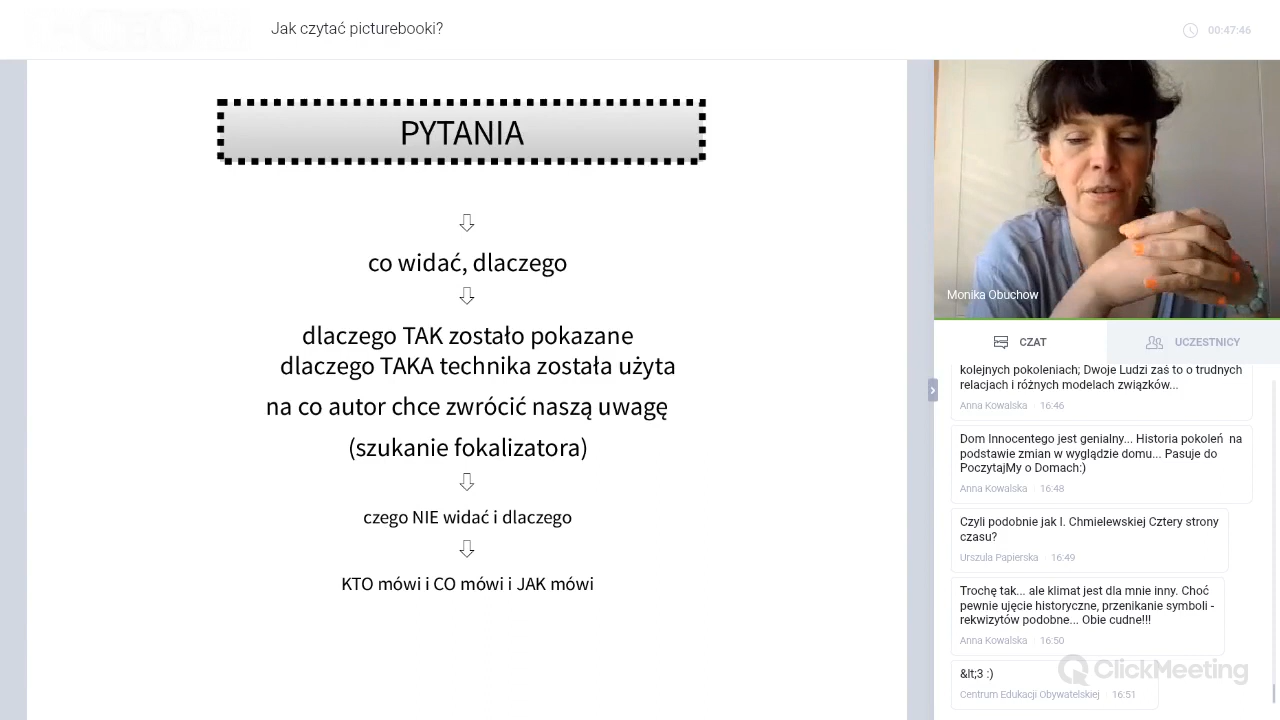 Jak czytać picturebooki?
00:47:46
PYTANIA
co widać, dlaczego
dlaczego TAK zostało pokazane
dlaczego TAKA technika została użyta
na co autor chce zwrócić naszą uwagę
(szukanie fokalizatora)
czego NIE widać i dlaczego
KTO mówi i CO mówi i JAK mówi
Monika Obuchow
CZAT
UCZESTNICY
kolejnych pokoleniach; Dwoje Ludzi zaś to o trudnych
relacjach i różnych modelach związków...
Anna Kowalska · 16:46
Dom Innocentego jest genialny... Historia pokoleń na
podstawie zmian w wyglądzie domu... Pasuje do
PoczytajMy o Domach:)
Anna Kowalska · 16:48
Czyli podobnie jak I. Chmielewskiej Cztery strony
czasu?
Urszula Papierska · 16:49
Trochę tak... ale klimat jest dla mnie inny. Choć
pewnie ujęcie historyczne, przenikanie symboli -
rekwizytów podobne... Obie cudne!!!
Anna Kowalska · 16:50
&lt;3 :)
Centrum Edukacji Obywatelskiej · 16:51
ClickMeeting